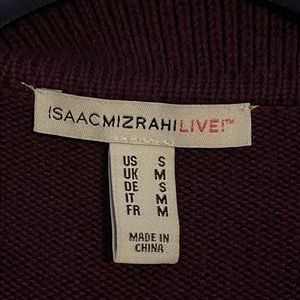 ISAACMIZRAHILIVE!™
US S
UK M
DE S
IT M
FR M
MADE IN
CHINA